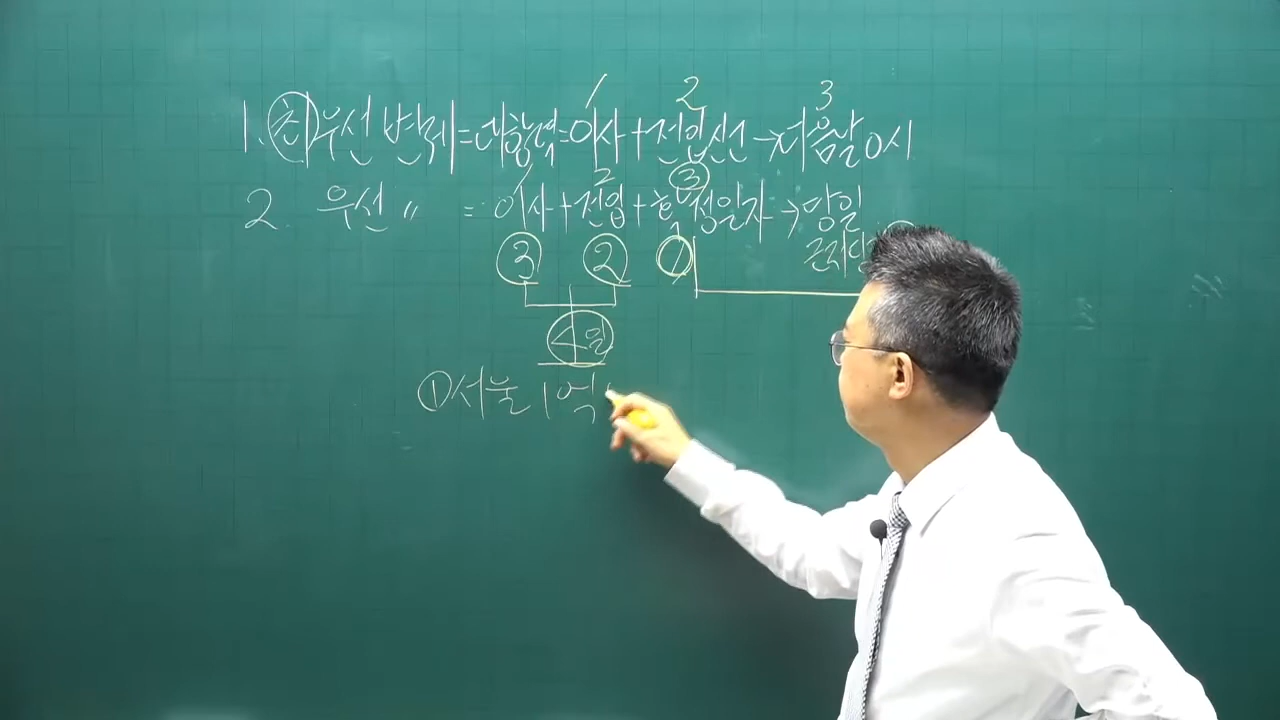 1 2 3
1. 최우선변제=대항력=이사+전입신고→다음날0시
1 2 ③
2. 우선 〃 = 이사+전입+확정일자→당일
③ ② ①
<일
①서울 1억